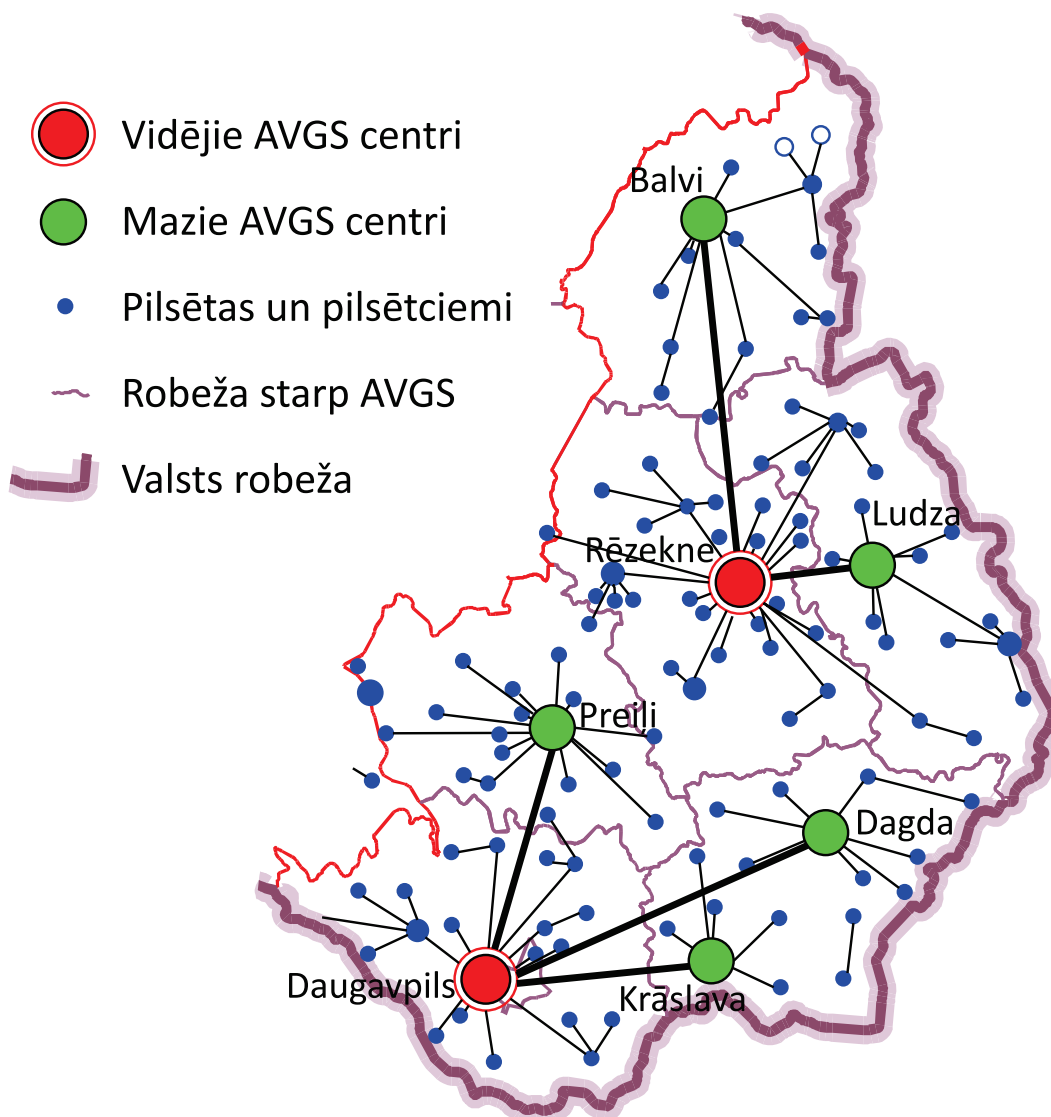 Vidējie AVGS centri
Mazie AVGS centri
Pilsētas un pilsētciemi
Robeža starp AVGS
Valsts robeža
Balvi
Ludza
Rēzekne
Preiļi
Dagda
Daugavpils
Krāslava